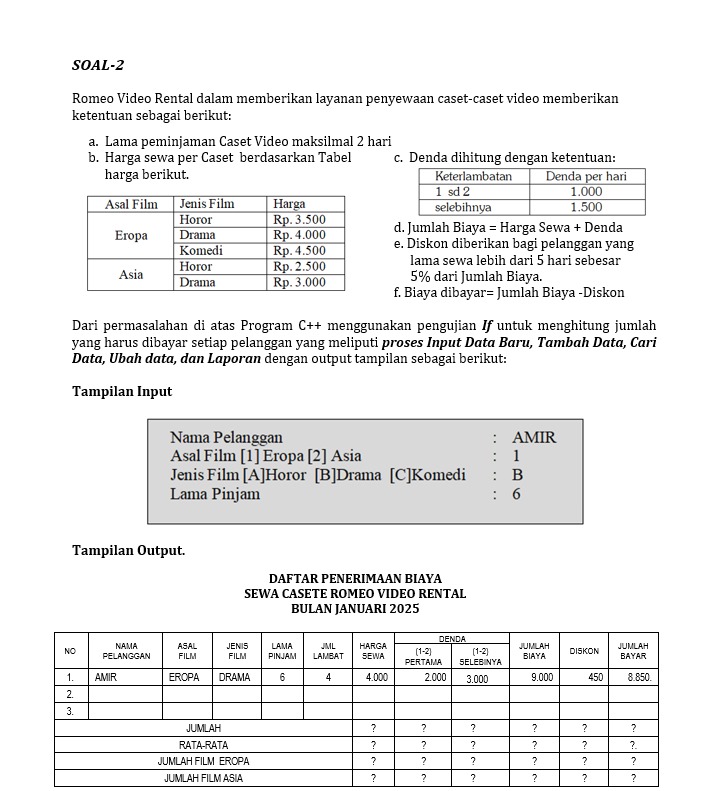 SOAL-2
Romeo Video Rental dalam memberikan layanan penyewaan caset-caset video memberikan
ketentuan sebagai berikut:
a. Lama peminjaman Caset Video maksilmal 2 hari
b. Harga sewa per Caset berdasarkan Tabel
harga berikut.
Asal Film Jenis Film Harga
Eropa Horor Rp. 3.500
Drama Rp. 4.000
Komedi Rp. 4.500
Asia Horor Rp. 2.500
Drama Rp. 3.000
c. Denda dihitung dengan ketentuan:
Keterlambatan Denda per hari
1 sd 2 1.000
selebihnya 1.500
d. Jumlah Biaya = Harga Sewa + Denda
e. Diskon diberikan bagi pelanggan yang
lama sewa lebih dari 5 hari sebesar
5% dari Jumlah Biaya.
f. Biaya dibayar= Jumlah Biaya -Diskon
Dari permasalahan di atas Program C++ menggunakan pengujian If untuk menghitung jumlah
yang harus dibayar setiap pelanggan yang meliputi proses Input Data Baru, Tambah Data, Cari
Data, Ubah data, dan Laporan dengan output tampilan sebagai berikut:
Tampilan Input
Nama Pelanggan : AMIR
Asal Film [1] Eropa [2] Asia : 1
Jenis Film [A]Horor [B]Drama [C]Komedi : B
Lama Pinjam : 6
Tampilan Output.
DAFTAR PENERIMAAN BIAYA
SEWA CASETE ROMEO VIDEO RENTAL
BULAN JANUARI 2025
NO NAMA PELANGGAN ASAL FILM JENIS FILM LAMA PINJAM JML LAMBAT HARGA SEWA DENDA (1-2) PERTAMA (1-2) SELEBINYA JUMLAH BIAYA DISKON JUMLAH BAYAR
1. AMIR EROPA DRAMA 6 4 4.000 2.000 3.000 9.000 450 8.850.
2.
3.
JUMLAH ? ? ? ? ? ?
RATA-RATA ? ? ? ? ? ?.
JUMLAH FILM EROPA ? ? ? ? ? ?
JUMLAH FILM ASIA ? ? ? ? ? ?